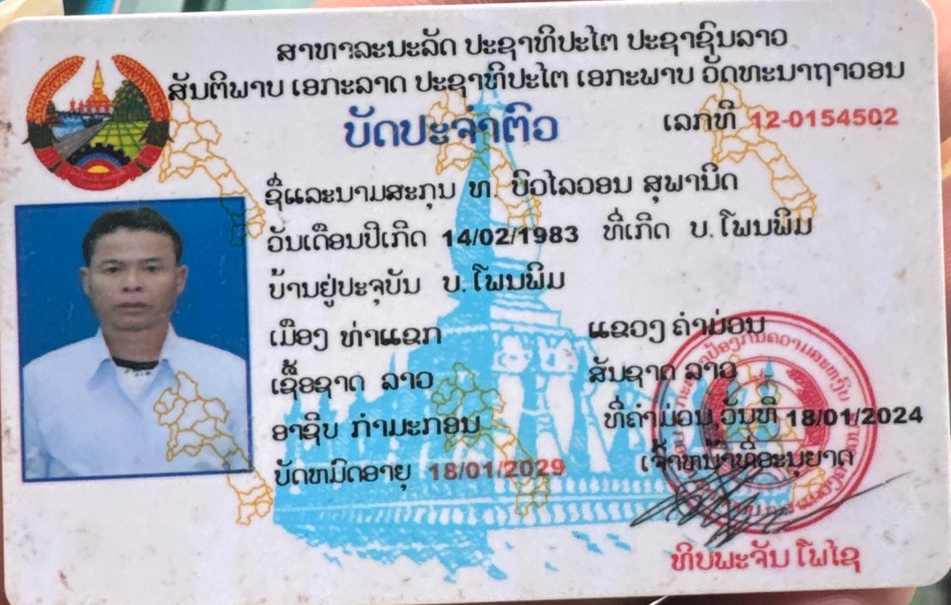 ສາທາລະນະລັດ ປະຊາທິປະໄຕ ປະຊາຊົນລາວ
ສັນຕິພາບ ເອກະລາດ ປະຊາທິປະໄຕ ເອກະພາບ ວັດທະນາຖາວອນ
ບັດປະຈຳຕົວ
ເລກທີ 12-0154502
ຊື່ແລະນາມສະກຸນ ທ. ບົວໄລວອນ ສຸພານິດ
ວັນເດືອນປີເກີດ 14/02/1983 ທີ່ເກີດ ບ. ໂພນພິມ
ບ້ານຢູ່ປະຈຸບັນ ບ. ໂພນພິມ
ເມືອງ ທ່າແຂກ ແຂວງ ຄຳມ່ອນ
ເຊື້ອຊາດ ລາວ ສັນຊາດ ລາວ
ອາຊີບ ກຳມະກອນ ທີ່ຄຳມ່ອນ,ວັນທີ 18/01/2024
ບັດຫມົດອາຍຸ 18/01/2029 ເຈົ້າຫນ້າທີ່ອະນຸຍາດ
ທິບພະຈັນ ໂພໄຊ